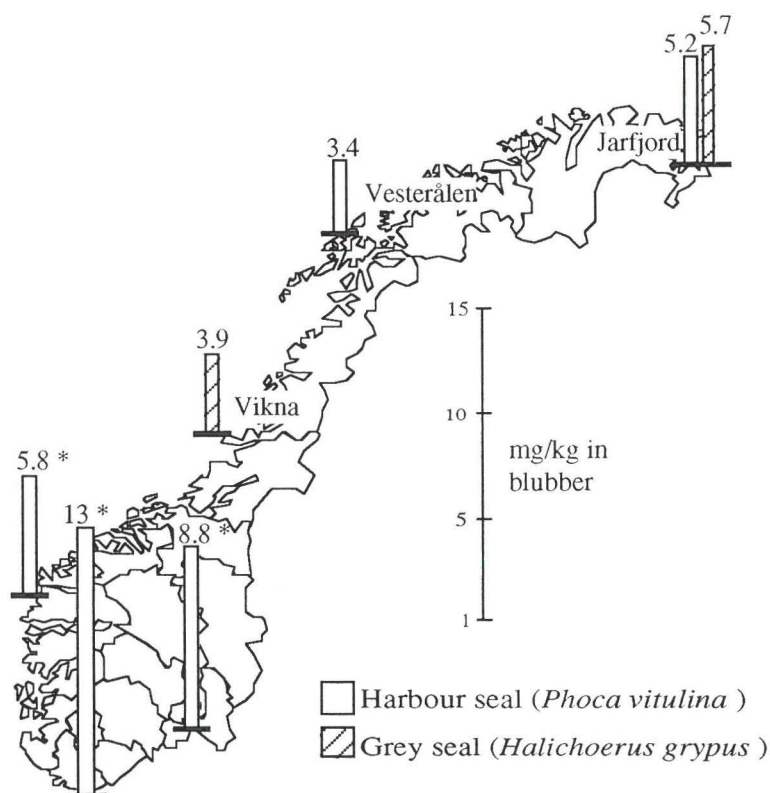 5.7
5.2
Jarfjord
3.4
Vesterålen
15
3.9
Vikna
10
mg/kg in
blubber
5.8 *
13 *
8.8 *
5
1
Harbour seal (Phoca vitulina )
Grey seal (Halichoerus grypus )